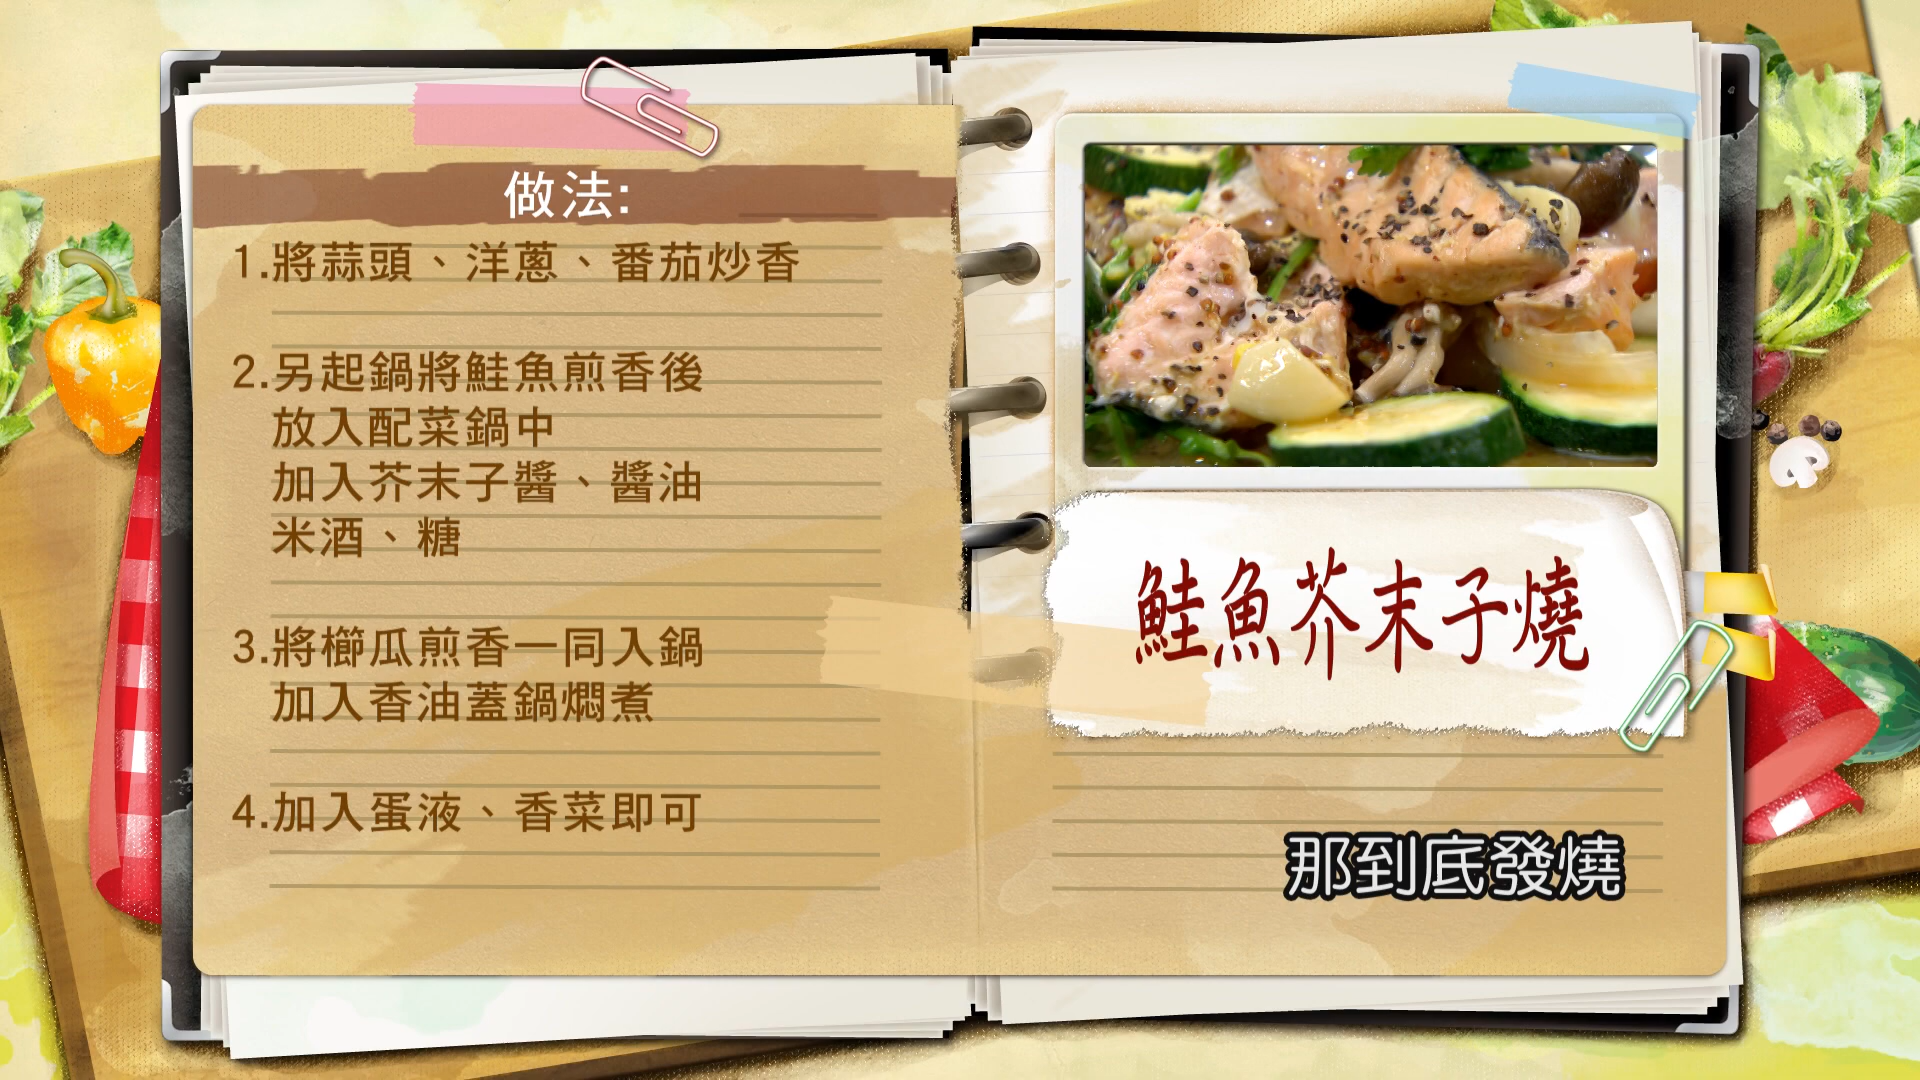 做法:
1.將蒜頭、洋蔥、番茄炒香
2.另起鍋將鮭魚煎香後
放入配菜鍋中
加入芥末子醬、醬油
米酒、糖
3.將櫛瓜煎香一同入鍋
加入香油蓋鍋燜煮
4.加入蛋液、香菜即可
鮭魚芥末子燒
那到底發燒